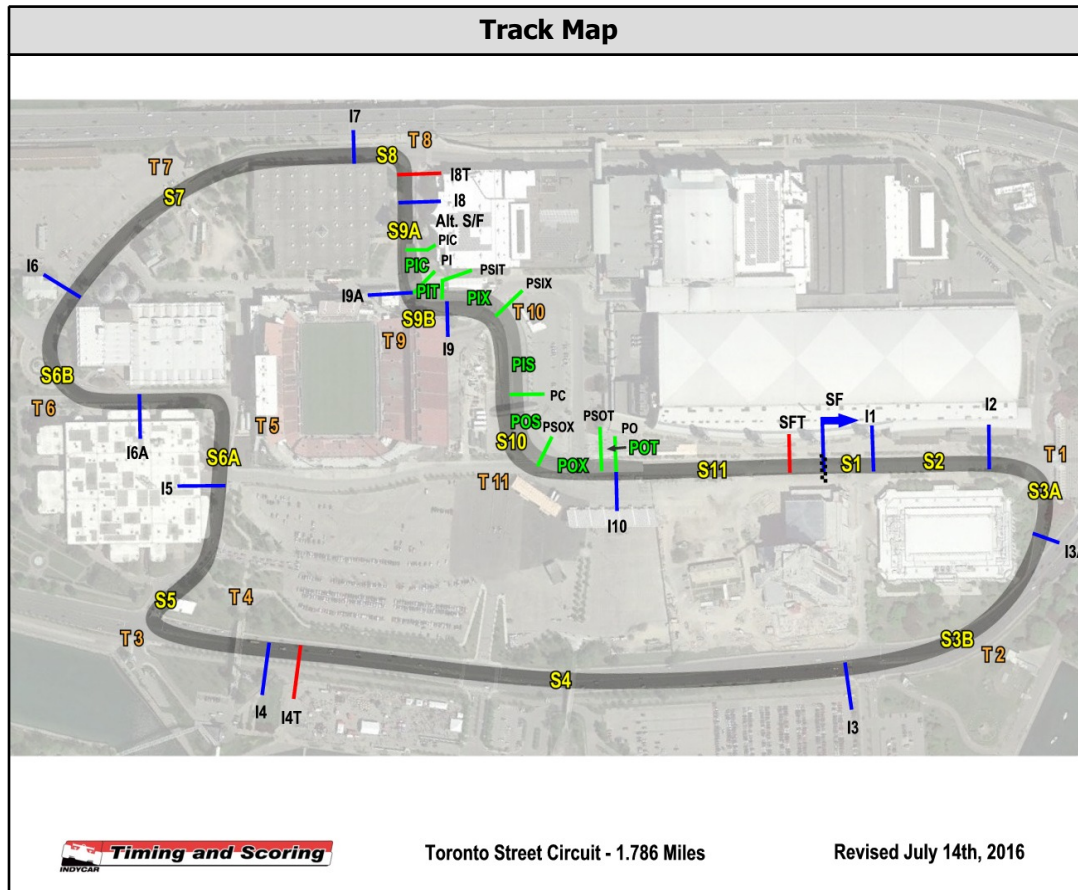 Track Map
I7
T 8
S8
T 7
I8T
S7
I8
Alt. S/F
S9A
PIC
PIC
PI
PSIT
I6
PSIX
I9A
PIT
PIX
S9B
T 10
T 9
I9
PIS
S6B
PC
T 6
SF
T 5
POS
PSOT
PO
SFT
I1
I2
I6A
S10
PSOX
POT
T 1
S6A
POX
S11
S1
S2
T 11
I5
S3A
I10
I3A
T 4
S5
T 3
S3B
T 2
S4
I4
I4T
I3
Timing and Scoring
INDYCAR
Toronto Street Circuit - 1.786 Miles
Revised July 14th, 2016